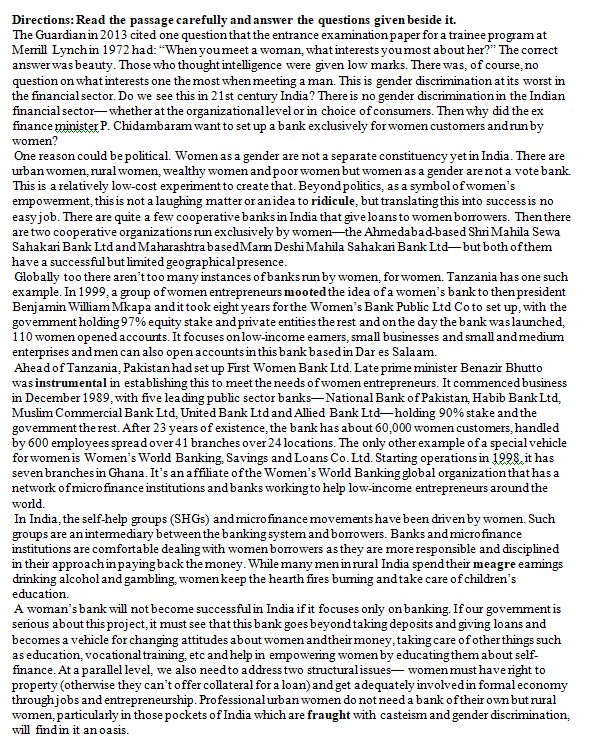 Directions: Read the passage carefully and answer the questions given beside it.
The Guardian in 2013 cited one question that the entrance examination paper for a trainee program at
Merrill Lynch in 1972 had: “When you meet a woman, what interests you most about her?” The correct
answer was beauty. Those who thought intelligence were given low marks. There was, of course, no
question on what interests one the most when meeting a man. This is gender discrimination at its worst in
the financial sector. Do we see this in 21st century India? There is no gender discrimination in the Indian
financial sector— whether at the organizational level or in choice of consumers. Then why did the ex
finance minister P. Chidambaram want to set up a bank exclusively for women customers and run by
women?
One reason could be political. Women as a gender are not a separate constituency yet in India. There are
urban women, rural women, wealthy women and poor women but women as a gender are not a vote bank.
This is a relatively low-cost experiment to create that. Beyond politics, as a symbol of women’s
empowerment, this is not a laughing matter or an idea to ridicule, but translating this into success is no
easy job. There are quite a few cooperative banks in India that give loans to women borrowers. Then there
are two cooperative organizations run exclusively by women—the Ahmedabad-based Shri Mahila Sewa
Sahakari Bank Ltd and Maharashtra based Mann Deshi Mahila Sahakari Bank Ltd—but both of them
have a successful but limited geographical presence.
Globally too there aren’t too many instances of banks run by women, for women. Tanzania has one such
example. In 1999, a group of women entrepreneurs mooted the idea of a women’s bank to then president
Benjamin William Mkapa and it took eight years for the Women’s Bank Public Ltd Co to set up, with the
government holding 97% equity stake and private entities the rest and on the day the bank was launched,
110 women opened accounts. It focuses on low-income earners, small businesses and small and medium
enterprises and men can also open accounts in this bank based in Dar es Salaam.
Ahead of Tanzania, Pakistan had set up First Women Bank Ltd. Late prime minister Benazir Bhutto
was instrumental in establishing this to meet the needs of women entrepreneurs. It commenced business
in December 1989, with five leading public sector banks—National Bank of Pakistan, Habib Bank Ltd,
Muslim Commercial Bank Ltd, United Bank Ltd and Allied Bank Ltd—holding 90% stake and the
government the rest. After 23 years of existence, the bank has about 60,000 women customers, handled
by 600 employees spread over 41 branches over 24 locations. The only other example of a special vehicle
for women is Women’s World Banking, Savings and Loans Co. Ltd. Starting operations in 1998, it has
seven branches in Ghana. It’s an affiliate of the Women’s World Banking global organization that has a
network of microfinance institutions and banks working to help low-income entrepreneurs around the
world.
In India, the self-help groups (SHGs) and microfinance movements have been driven by women. Such
groups are an intermediary between the banking system and borrowers. Banks and microfinance
institutions are comfortable dealing with women borrowers as they are more responsible and disciplined
in their approach in paying back the money. While many men in rural India spend their meagre earnings
drinking alcohol and gambling, women keep the hearth fires burning and take care of children’s
education.
A woman’s bank will not become successful in India if it focuses only on banking. If our government is
serious about this project, it must see that this bank goes beyond taking deposits and giving loans and
becomes a vehicle for changing attitudes about women and their money, taking care of other things such
as education, vocational training, etc and help in empowering women by educating them about self-
finance. At a parallel level, we also need to address two structural issues— women must have right to
property (otherwise they can’t offer collateral for a loan) and get adequately involved in formal economy
through jobs and entrepreneurship. Professional urban women do not need a bank of their own but rural
women, particularly in those pockets of India which are fraught with casteism and gender discrimination,
will find in it an oasis.